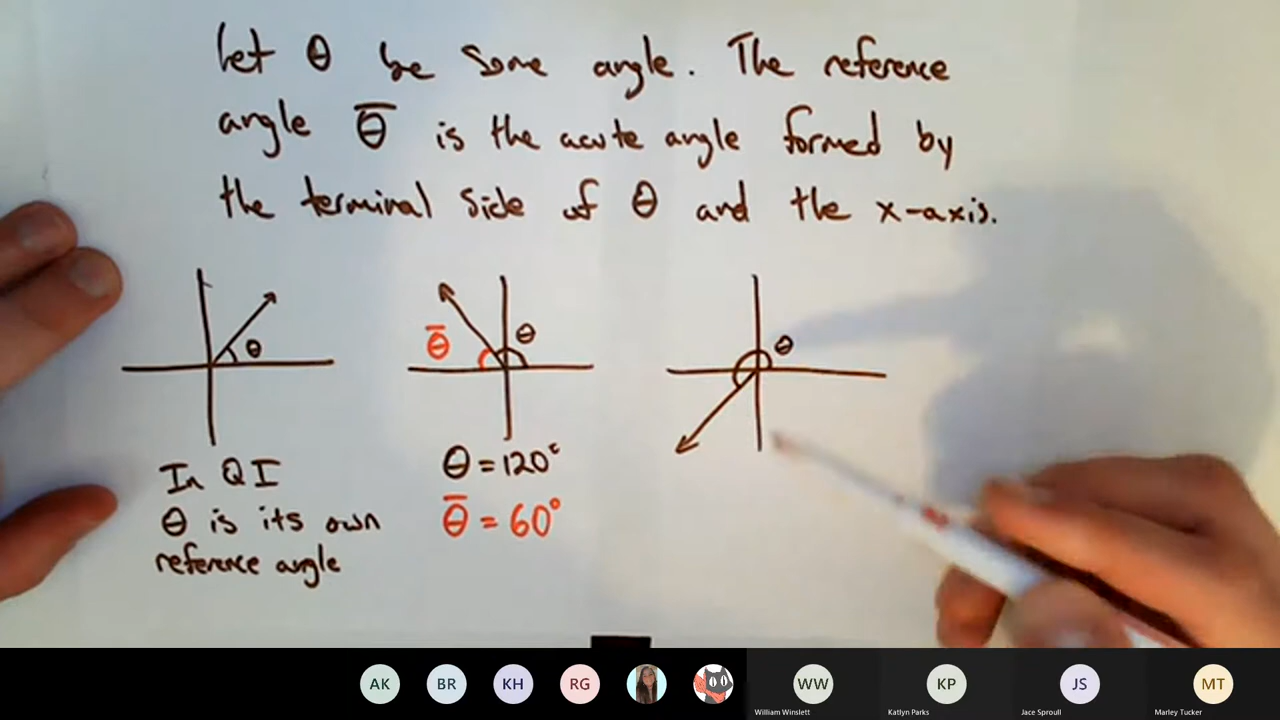 Let θ be some angle. The reference
angle θ̅ is the acute angle formed by
the terminal side of θ and the x-axis.
θ
θ̅ θ
θ
In QI
θ is its own
reference angle
θ = 120°
θ̅ = 60°
AK BR KH RG WW KP JS MT
William Winslett Katlyn Parks Jace Sproull Marley Tucker